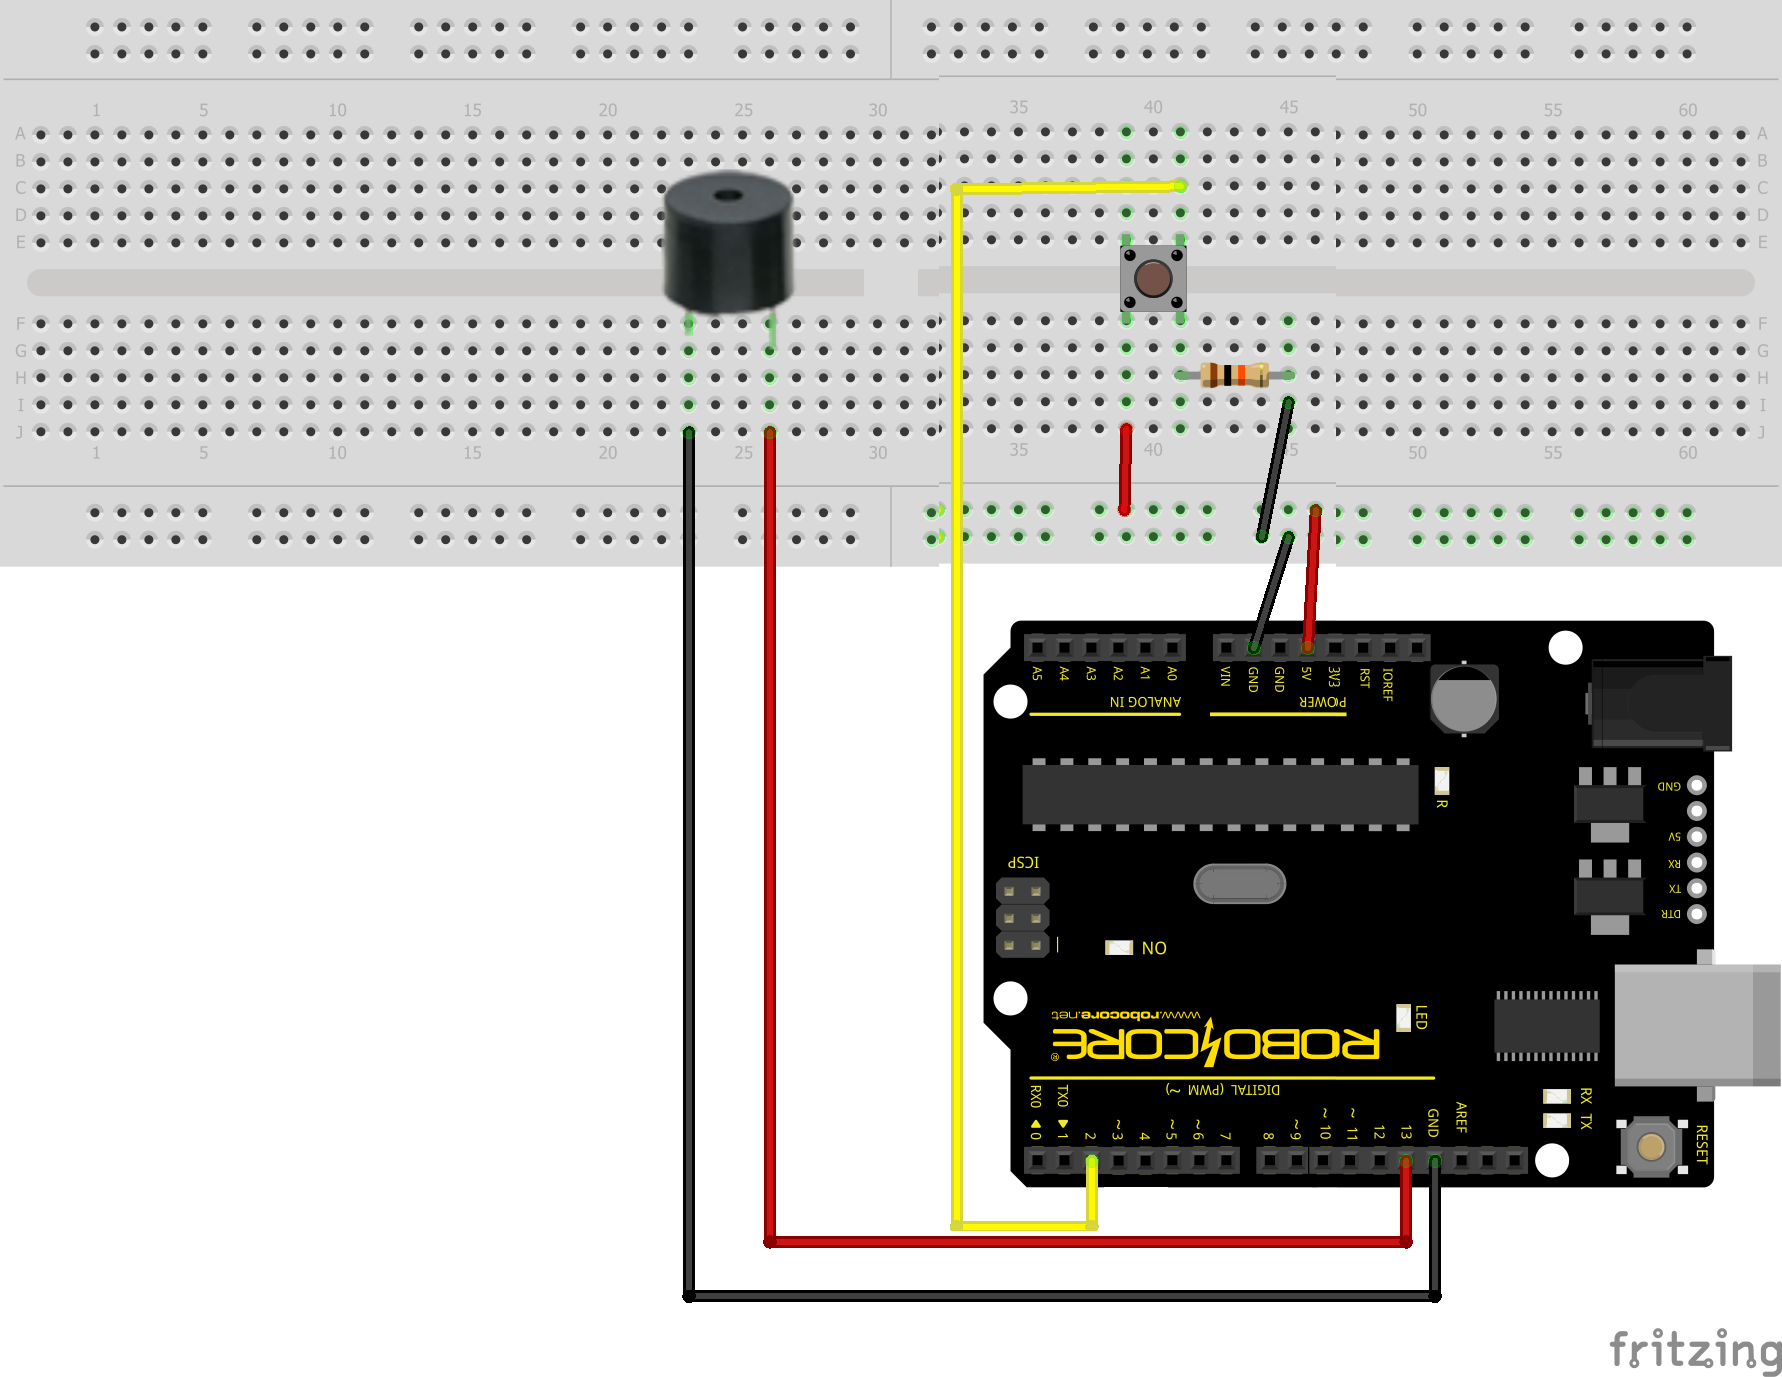 1 5 10 15 20 25 30 35 40 45 50 55 60
A A
B B
C C
D D
E E
F F
G G
H H
I I
J J
1 5 10 15 20 25 30 35 40 45 50 55 60
A5 A4 A3 A2 A1 A0 VIN GND GND 5V 3V3 RST IOREF
ANALOG IN POWER
R
GND
5V
RX
TX
DTR
ICSP
ON
LED
www.robocore.net
ROBOCORE®
DIGITAL (PWM ~)
RX0 TX0 GND AREF
0 1 2 ~3 4 ~5 ~6 7 8 ~9 ~10 ~11 12 13
RX
TX
RESET
fritzing